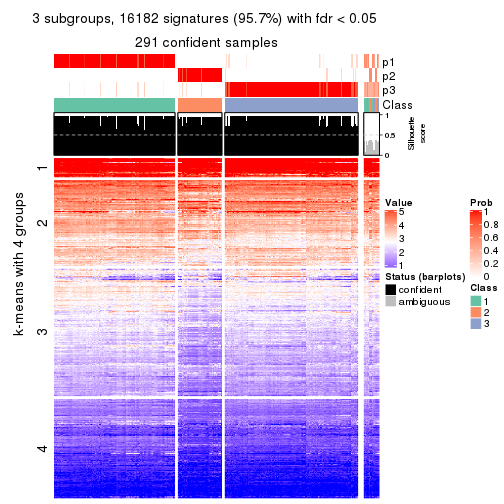 3 subgroups, 16182 signatures (95.7%) with fdr < 0.05
291 confident samples
p1
p2
p3
Class
1
0.5
0
Silhouette
score
k-means with 4 groups
1
2
3
4
Value
5
4
3
2
1
Status (barplots)
confident
ambiguous
Prob
1
0.8
0.6
0.4
0.2
0
Class
1
2
3